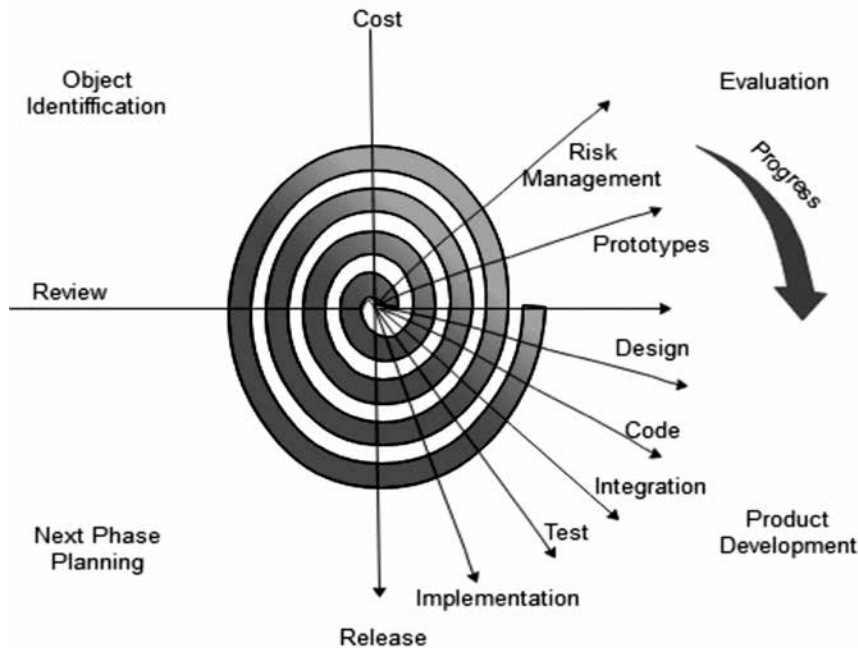 Cost
Object
Identiffication
Evaluation
Progress
Risk
Management
Prototypes
Review
Design
Code
Integration
Test
Next Phase
Planning
Product
Development
Implementation
Release